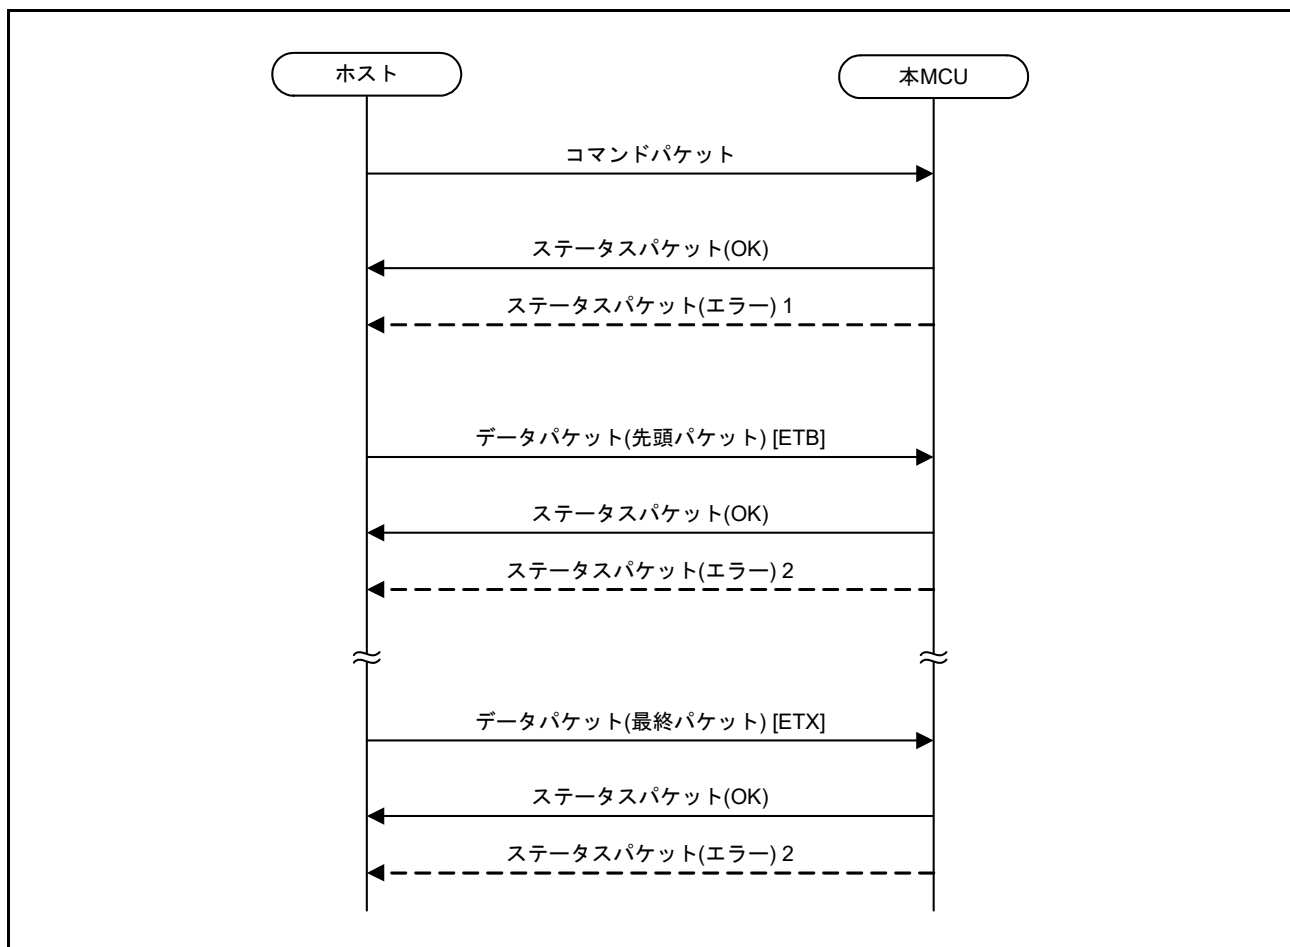 ホスト
本MCU
コマンドパケット
ステータスパケット(OK)
ステータスパケット(エラー) 1
データパケット(先頭パケット) [ETB]
ステータスパケット(OK)
ステータスパケット(エラー) 2
データパケット(最終パケット) [ETX]
ステータスパケット(OK)
ステータスパケット(エラー) 2